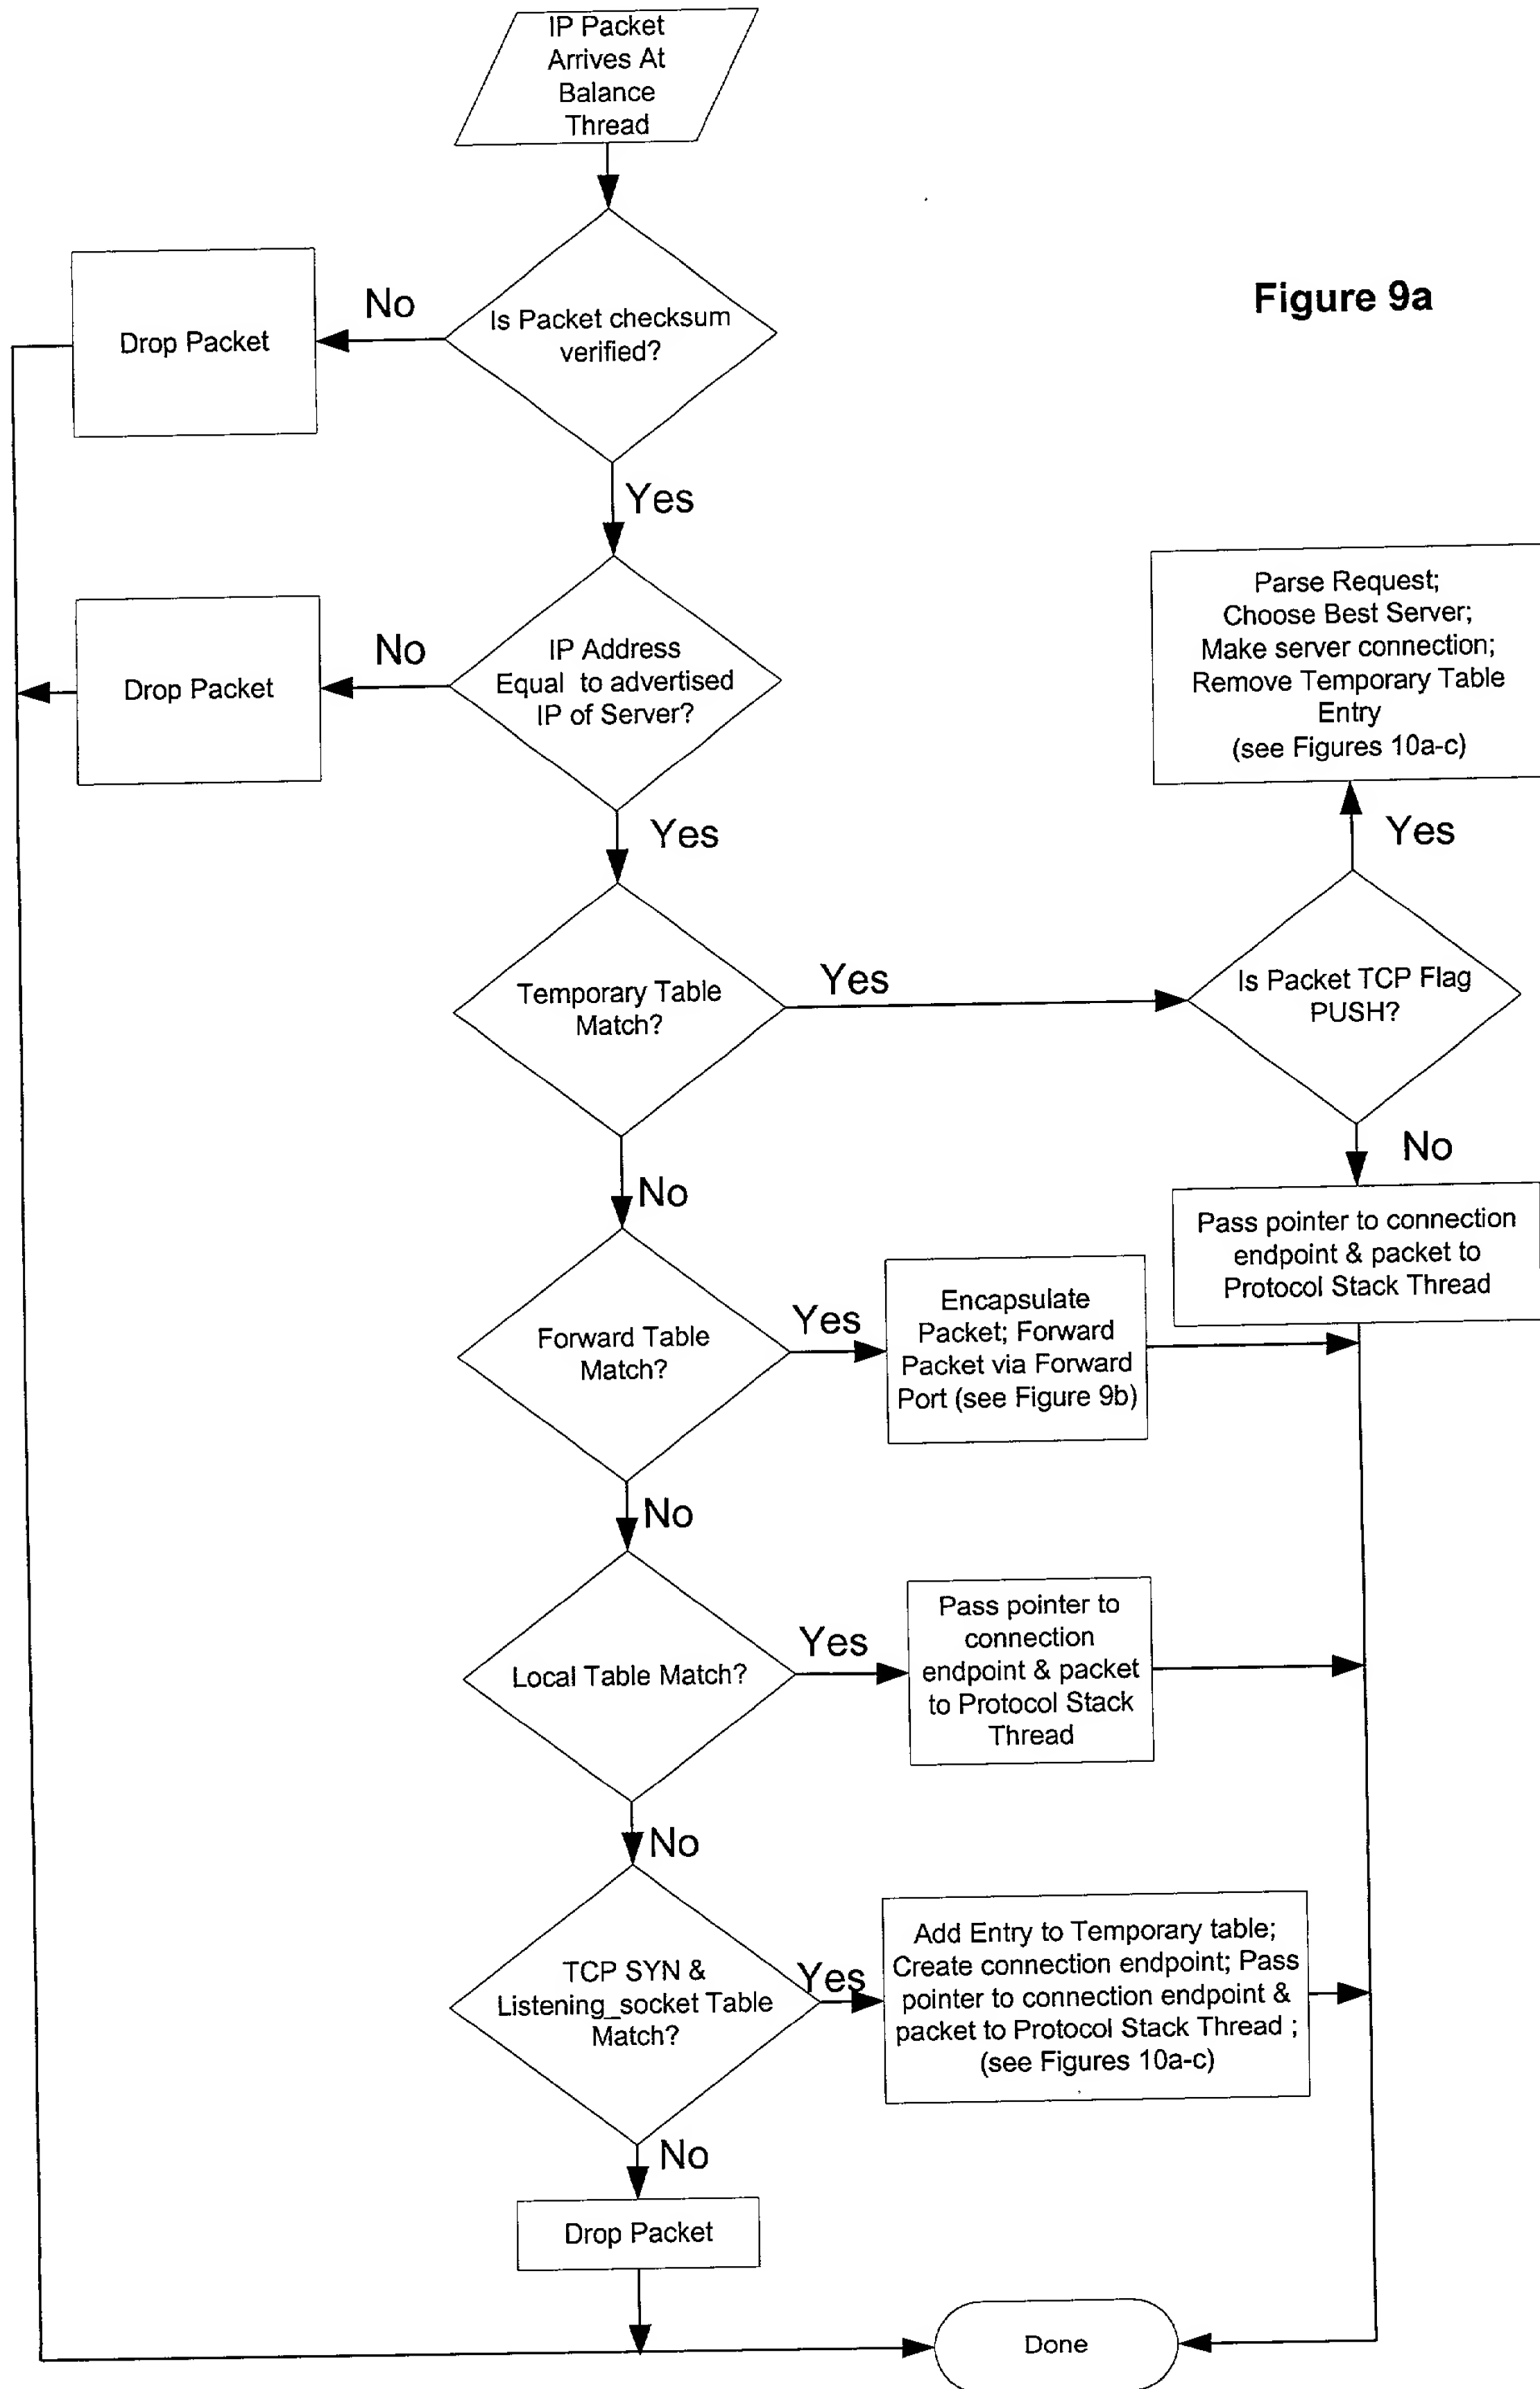 IP Packet
Arrives At
Balance
Thread
Figure 9a
Is Packet checksum
verified?
No
Drop Packet
Yes
IP Address
Equal to advertised
IP of Server?
No
Drop Packet
Yes
Parse Request;
Choose Best Server;
Make server connection;
Remove Temporary Table
Entry
(see Figures 10a-c)
Yes
Temporary Table
Match?
Yes
Is Packet TCP Flag
PUSH?
No
No
Pass pointer to connection
endpoint & packet to
Protocol Stack Thread
Forward Table
Match?
Yes
Encapsulate
Packet; Forward
Packet via Forward
Port (see Figure 9b)
No
Local Table Match?
Yes
Pass pointer to
connection
endpoint & packet
to Protocol Stack
Thread
No
TCP SYN &
Listening_socket Table
Match?
Yes
Add Entry to Temporary table;
Create connection endpoint; Pass
pointer to connection endpoint &
packet to Protocol Stack Thread ;
(see Figures 10a-c)
No
Drop Packet
Done